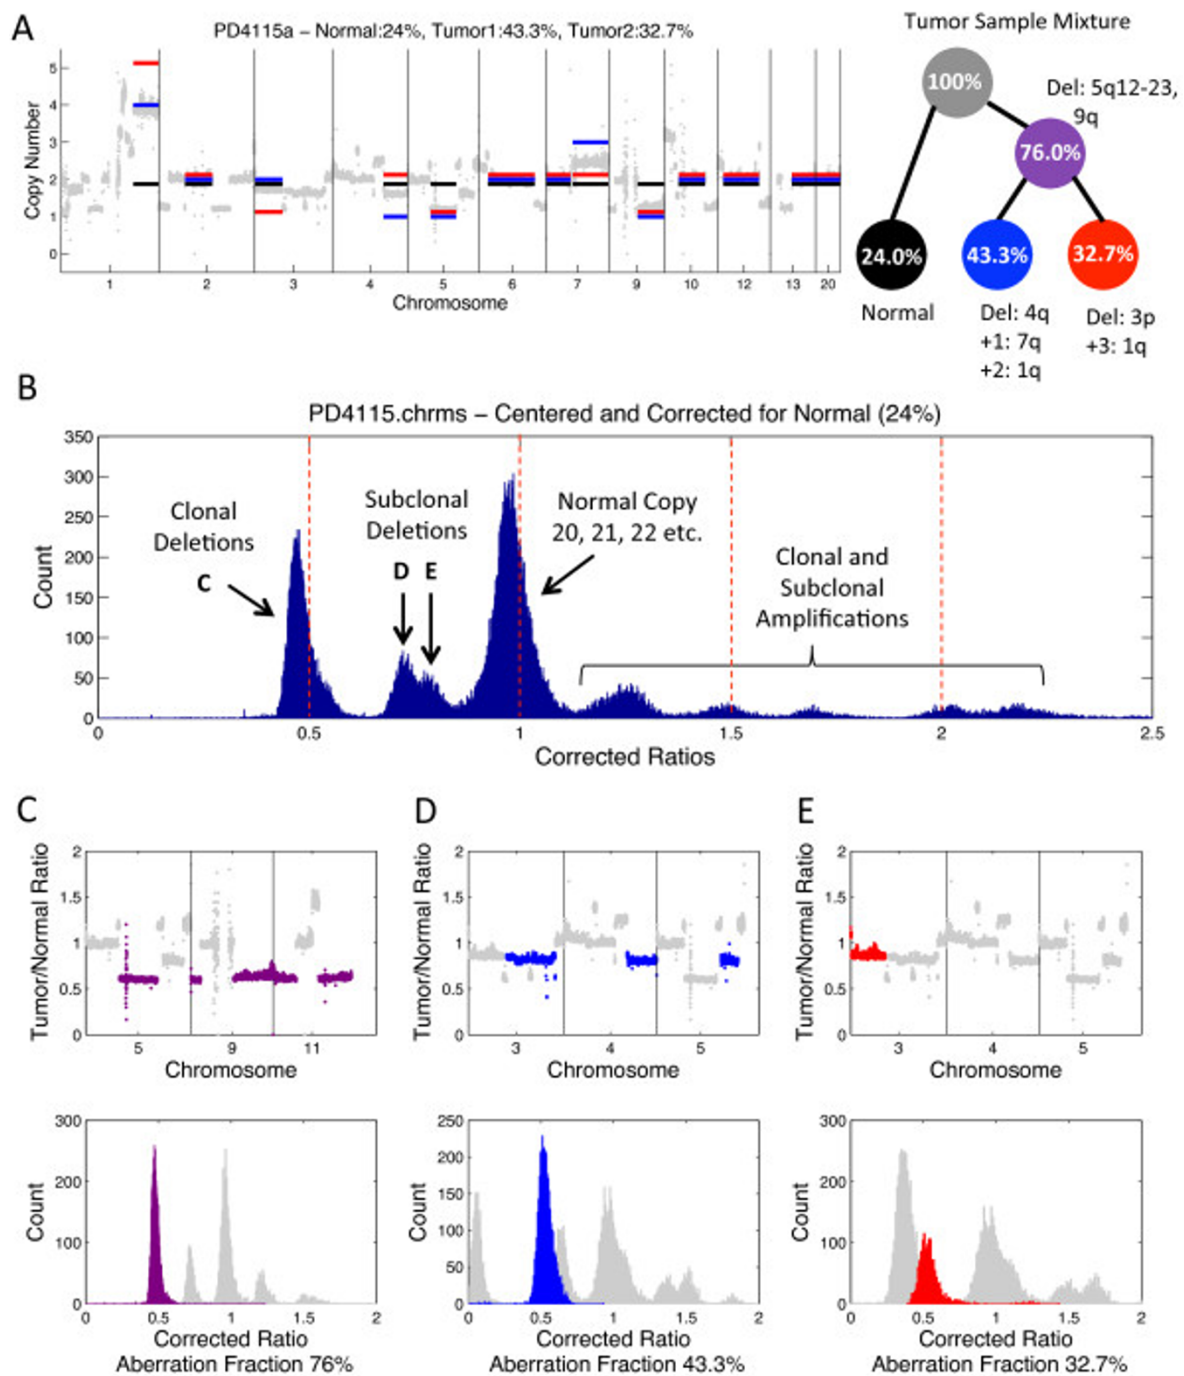 A
PD4115a – Normal:24%, Tumor1:43.3%, Tumor2:32.7%
Copy Number
5
4
3
2
1
0
1 2 3 4 5 6 7 9 10 12 13 20
Chromosome
Tumor Sample Mixture
100%
Del: 5q12-23,
9q
76.0%
24.0% 43.3% 32.7%
Normal
Del: 4q
+1: 7q
+2: 1q
Del: 3p
+3: 1q
B
PD4115.chrms – Centered and Corrected for Normal (24%)
Count
350
300
250
200
150
100
50
0
Clonal
Deletions
C
Subclonal
Deletions
D E
Normal Copy
20, 21, 22 etc.
Clonal and
Subclonal
Amplifications
0 0.5 1 1.5 2 2.5
Corrected Ratios
C
Tumor/Normal Ratio
2
1.5
1
0.5
0
5 9 11
Chromosome
Count
300
200
100
0
0 0.5 1 1.5 2
Corrected Ratio
Aberration Fraction 76%
D
Tumor/Normal Ratio
2
1.5
1
0.5
0
3 4 5
Chromosome
Count
250
200
150
100
50
0
0 0.5 1 1.5 2
Corrected Ratio
Aberration Fraction 43.3%
E
Tumor/Normal Ratio
2
1.5
1
0.5
0
3 4 5
Chromosome
Count
300
200
100
0
0 0.5 1 1.5 2
Corrected Ratio
Aberration Fraction 32.7%